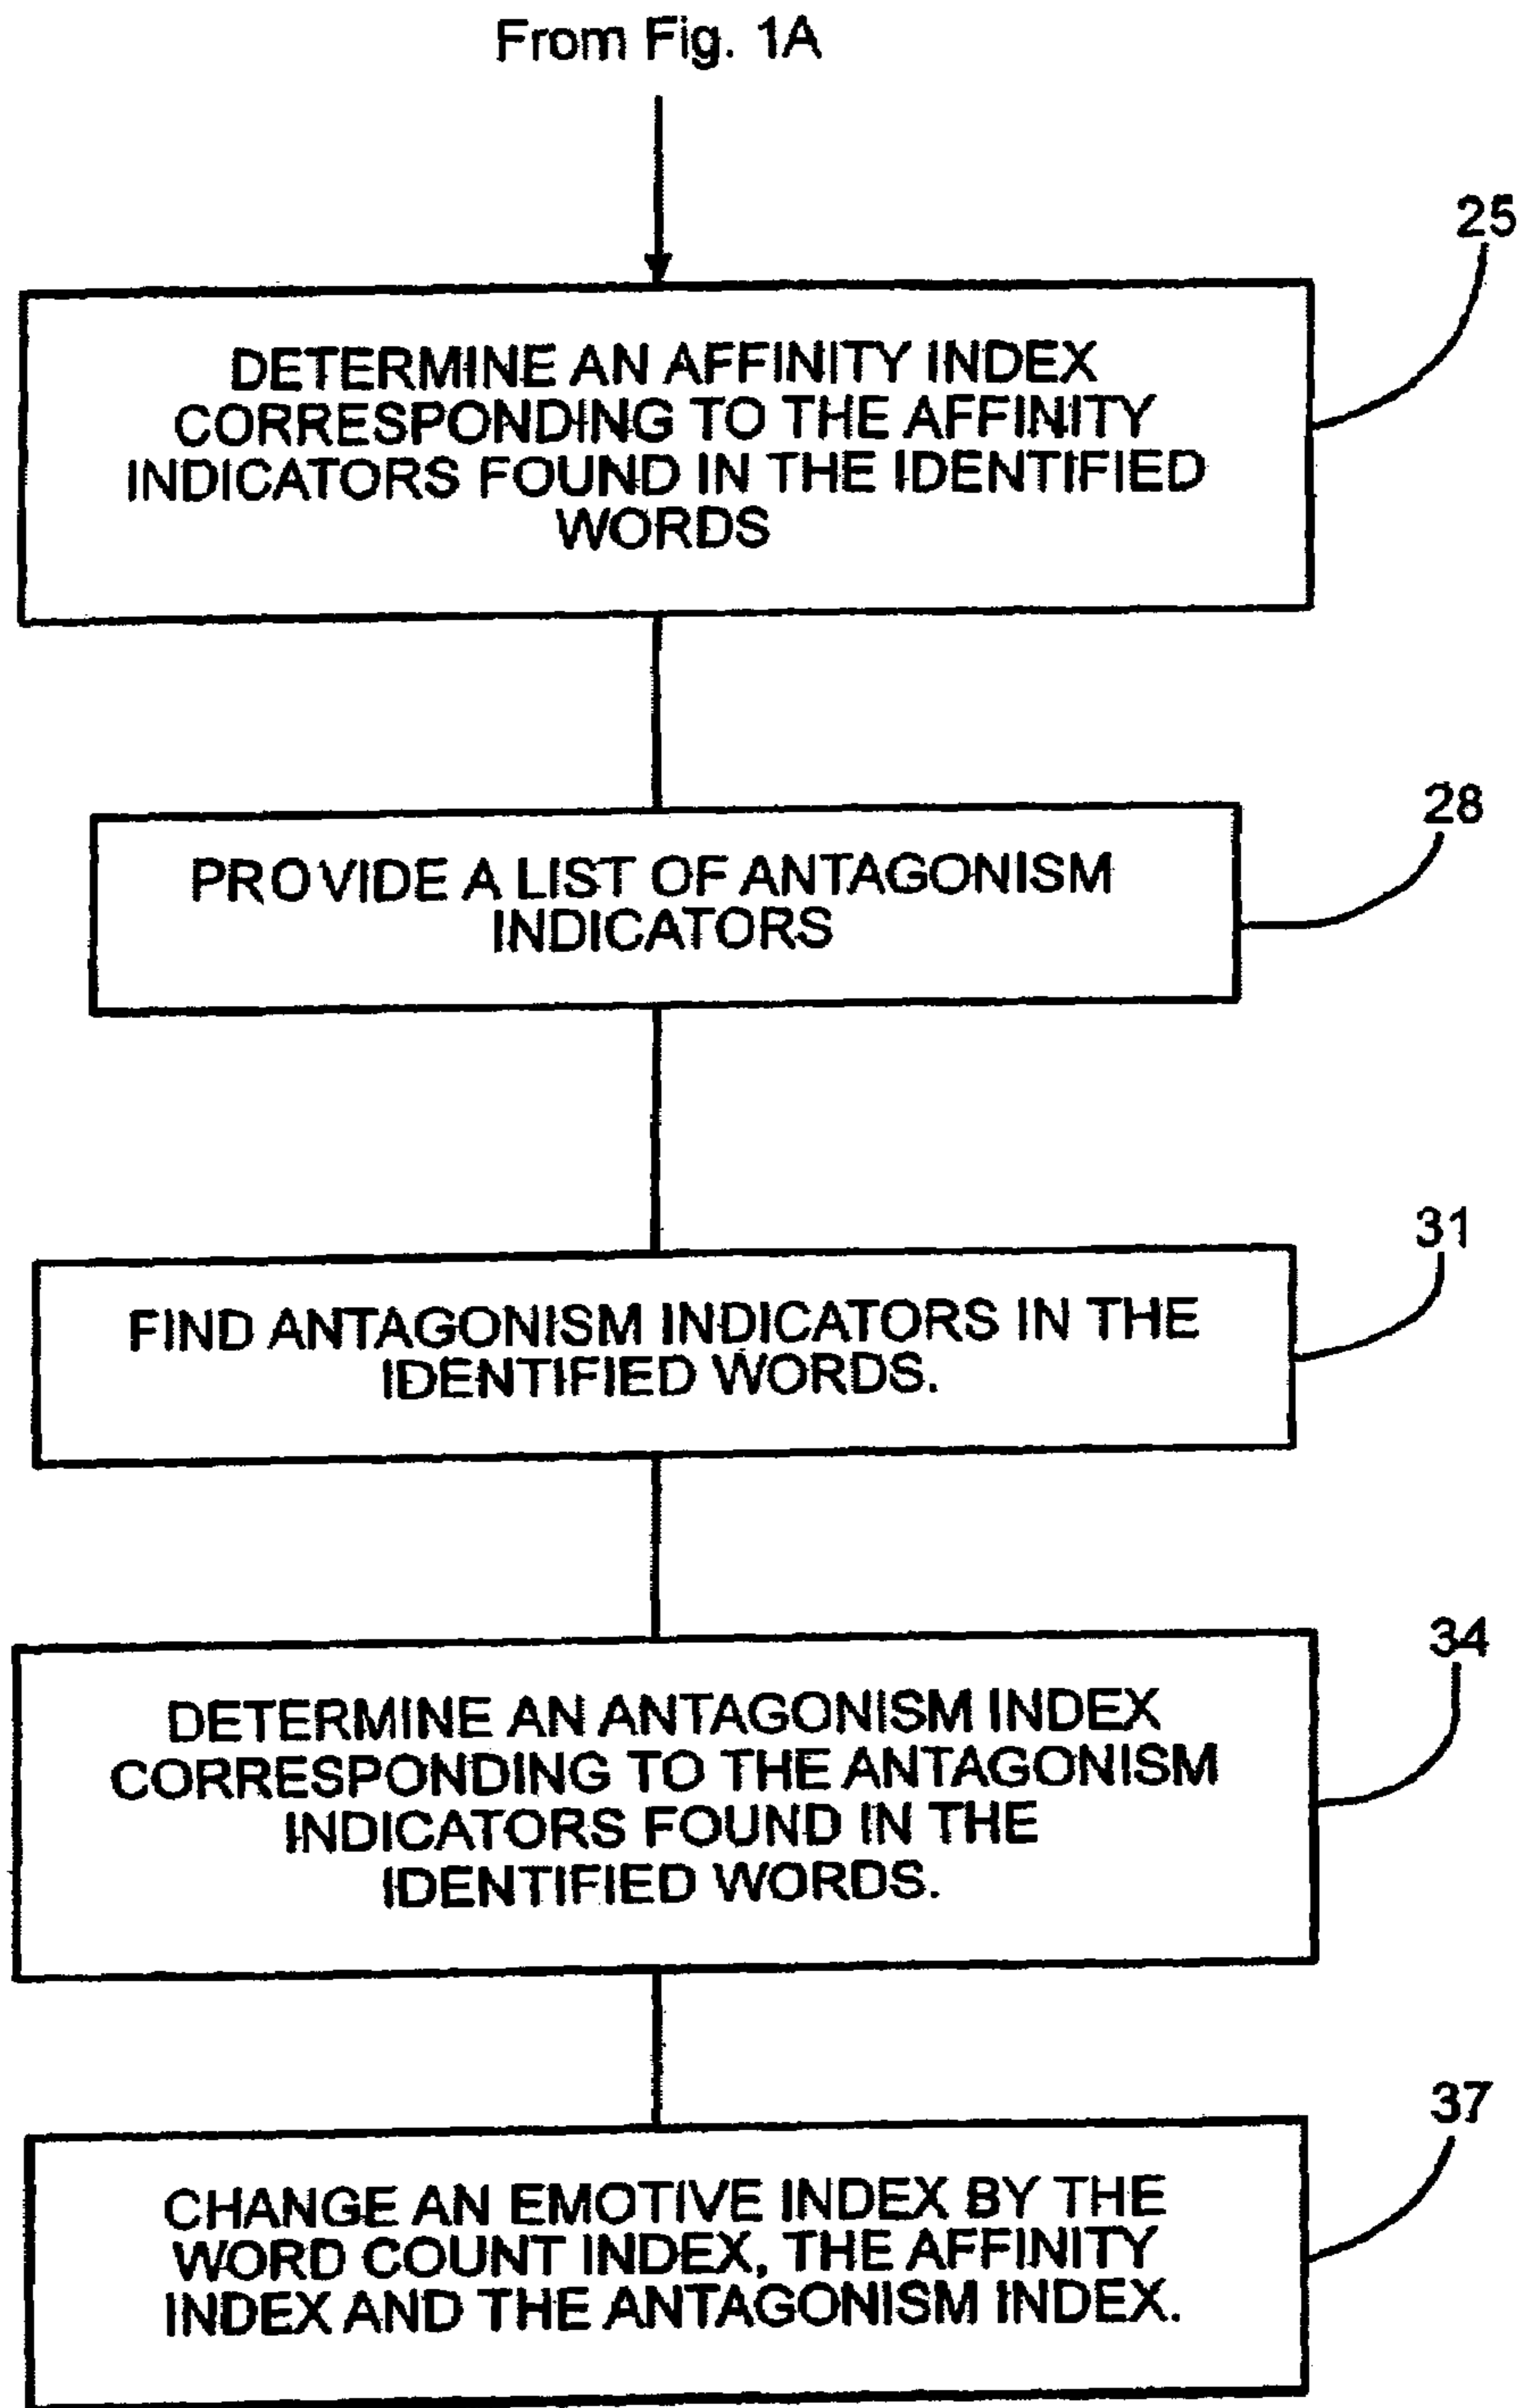 From Fig. 1A
25
DETERMINE AN AFFINITY INDEX
CORRESPONDING TO THE AFFINITY
INDICATORS FOUND IN THE IDENTIFIED
WORDS
28
PROVIDE A LIST OF ANTAGONISM
INDICATORS
31
FIND ANTAGONISM INDICATORS IN THE
IDENTIFIED WORDS.
34
DETERMINE AN ANTAGONISM INDEX
CORRESPONDING TO THE ANTAGONISM
INDICATORS FOUND IN THE
IDENTIFIED WORDS.
37
CHANGE AN EMOTIVE INDEX BY THE
WORD COUNT INDEX, THE AFFINITY
INDEX AND THE ANTAGONISM INDEX.